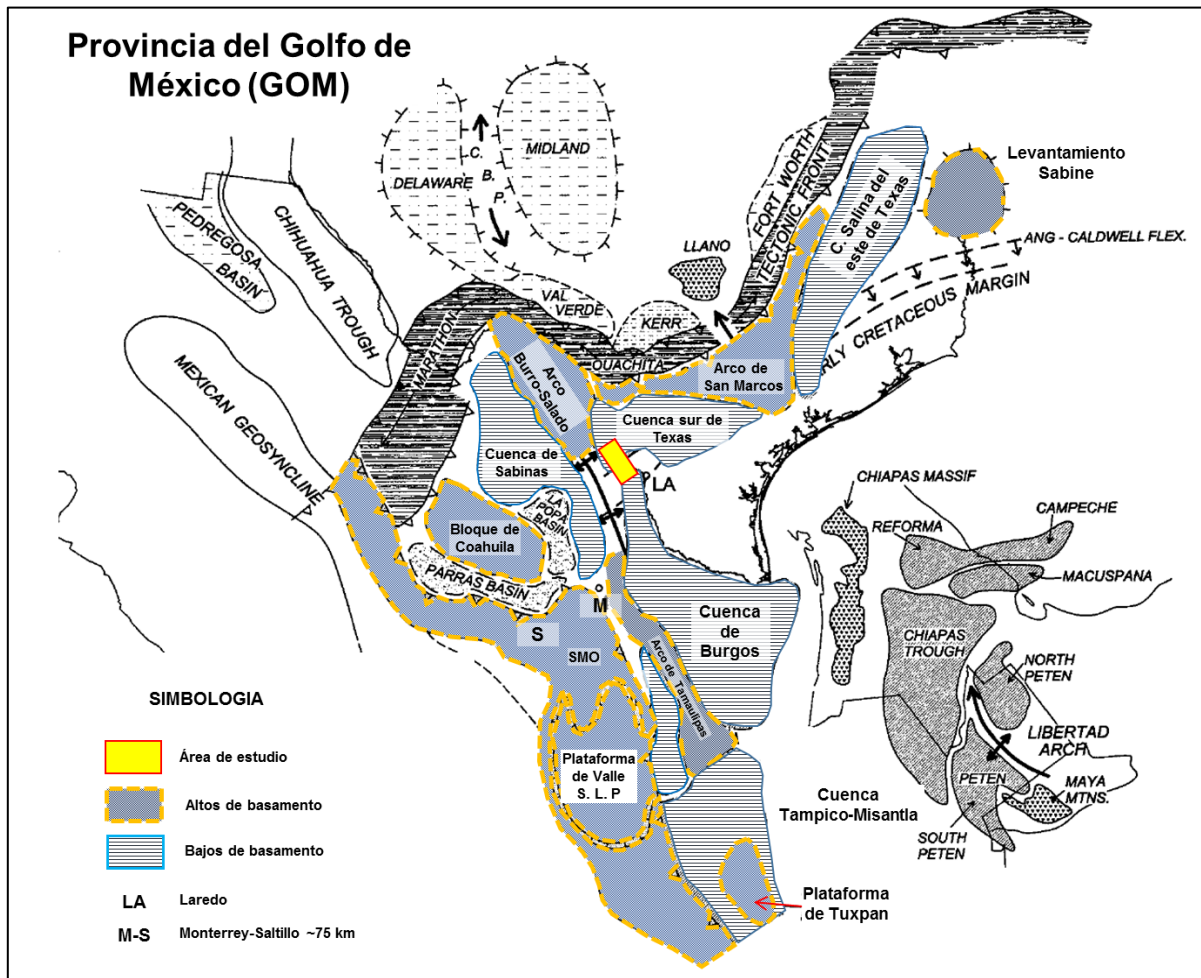 Provincia del Golfo de
México (GOM)
DELAWARE
C.
B.
P.
MIDLAND
FORT WORTH
TECTONIC FRONT
C. Salina del
este de Texas
Levantamiento
Sabine
ANG - CALDWELL FLEX.
RLY CRETACEOUS MARGIN
PEDREGOSA
BASIN
CHIHUAHUA TROUGH
LLANO
VAL
VERDE
KERR
MARATHON
OUACHITA
Arco
Burro-Salado
Arco de
San Marcos
MEXICAN GEOSYNCLINE
Cuenca sur de
Texas
Cuenca de
Sabinas
LA
LA
POPA
BASIN
Bloque de
Coahuila
PARRAS BASIN
M
S
SMO
Cuenca
de
Burgos
Arco de Tamaulipas
CHIAPAS MASSIF
REFORMA
CAMPECHE
MACUSPANA
CHIAPAS
TROUGH
NORTH
PETEN
LIBERTAD
ARCH
PETEN
MAYA
MTNS.
SOUTH
PETEN
Plataforma
de Valle
S. L. P
Cuenca
Tampico-Misantla
Plataforma
de Tuxpan
SIMBOLOGIA
Área de estudio
Altos de basamento
Bajos de basamento
LA Laredo
M-S Monterrey-Saltillo ~75 km